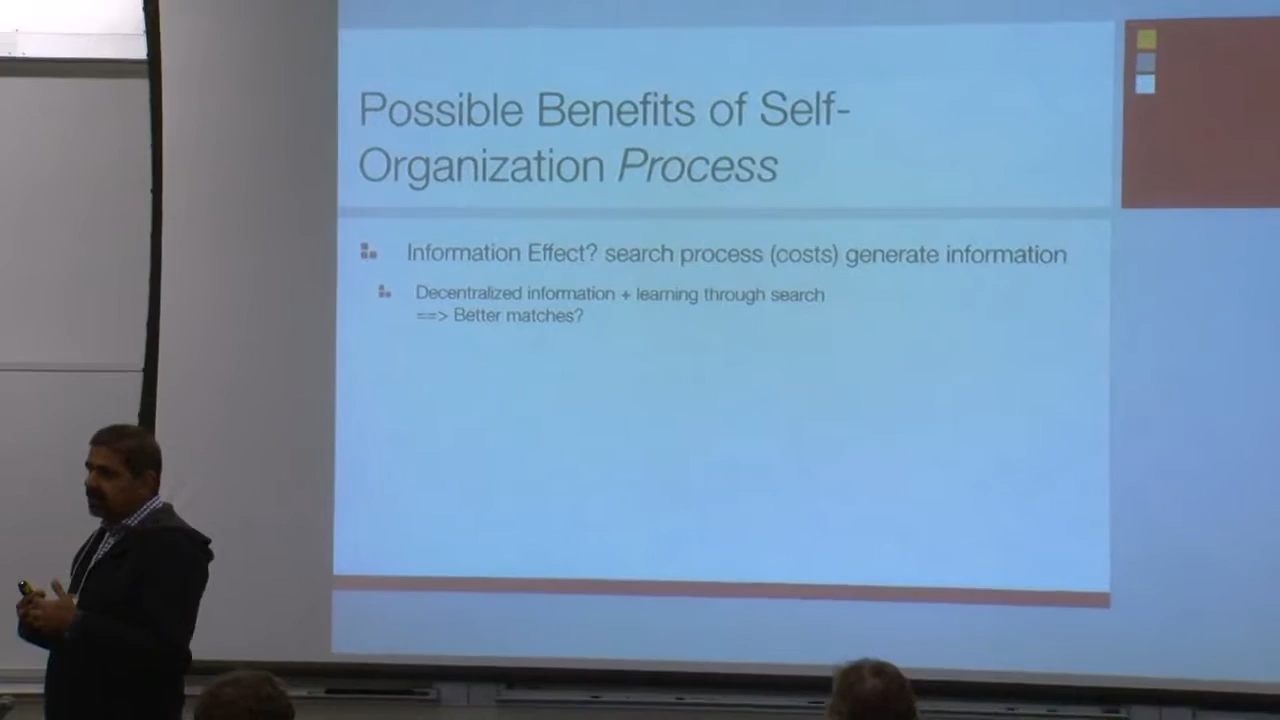 Possible Benefits of Self-
Organization Process
Information Effect? search process (costs) generate information
Decentralized information + learning through search
==> Better matches?